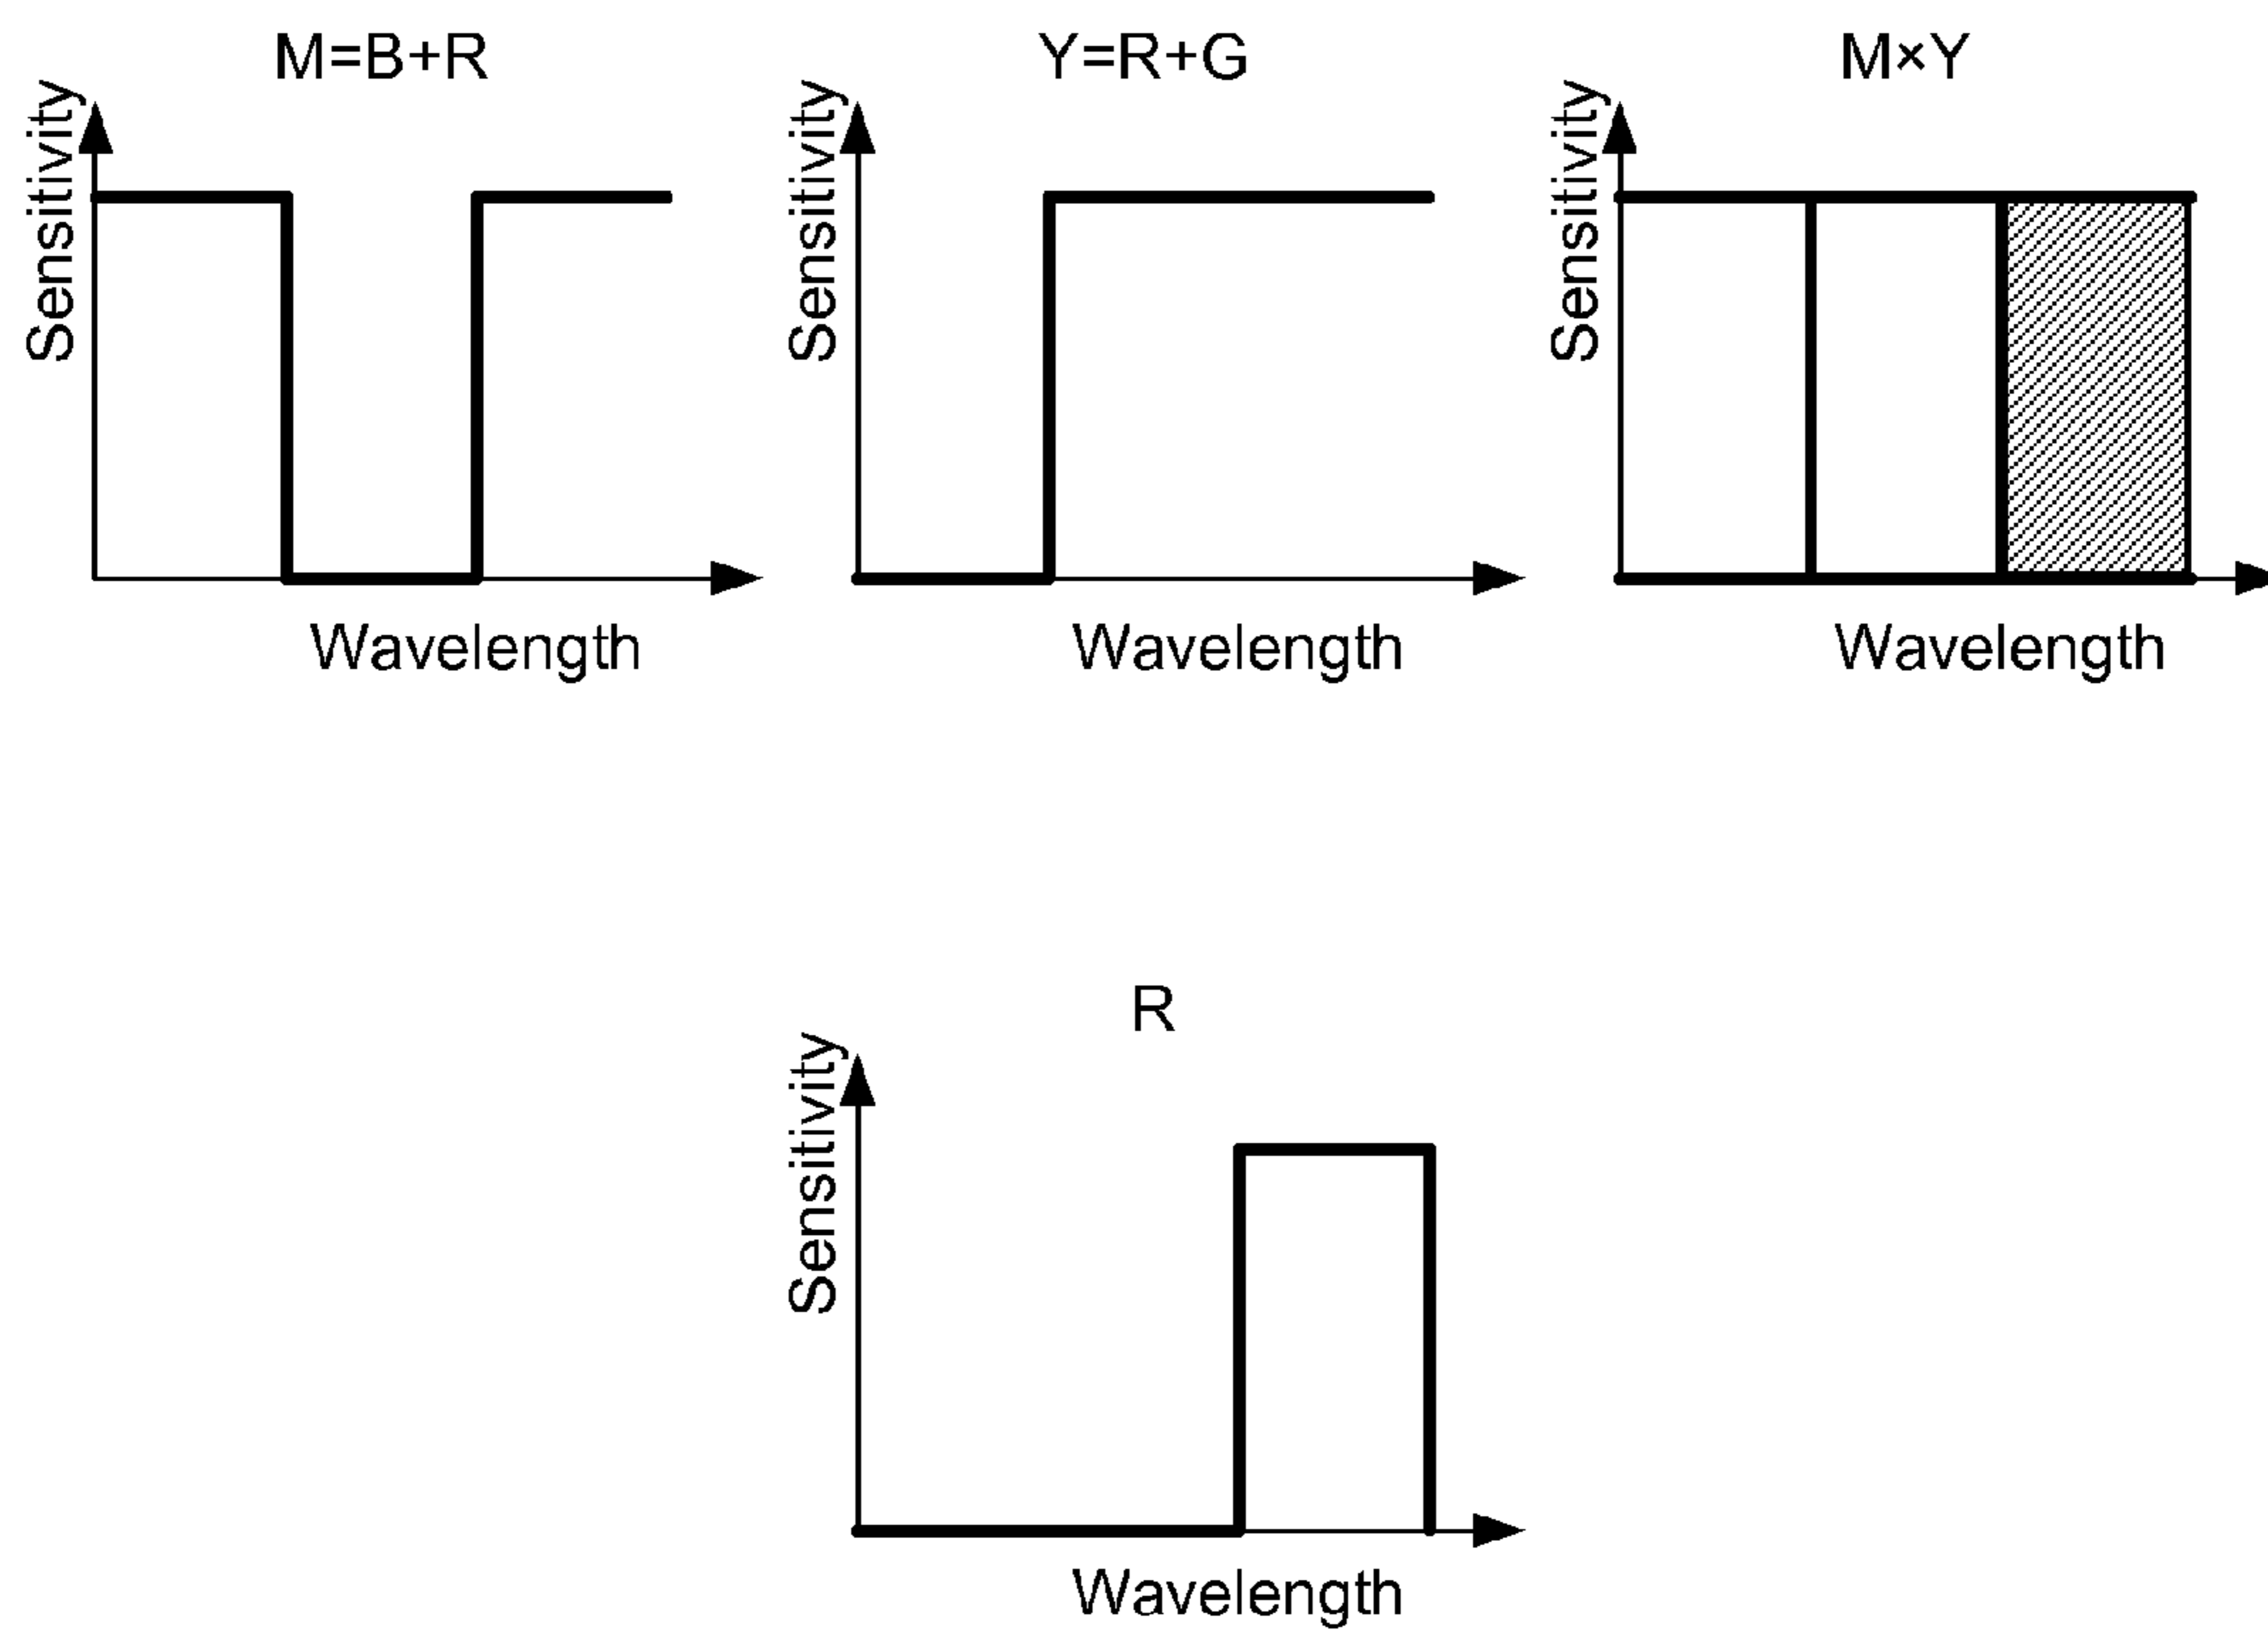 M=B+R
Sensitivity
Wavelength
Y=R+G
Sensitivity
Wavelength
M×Y
Sensitivity
Wavelength
R
Sensitivity
Wavelength